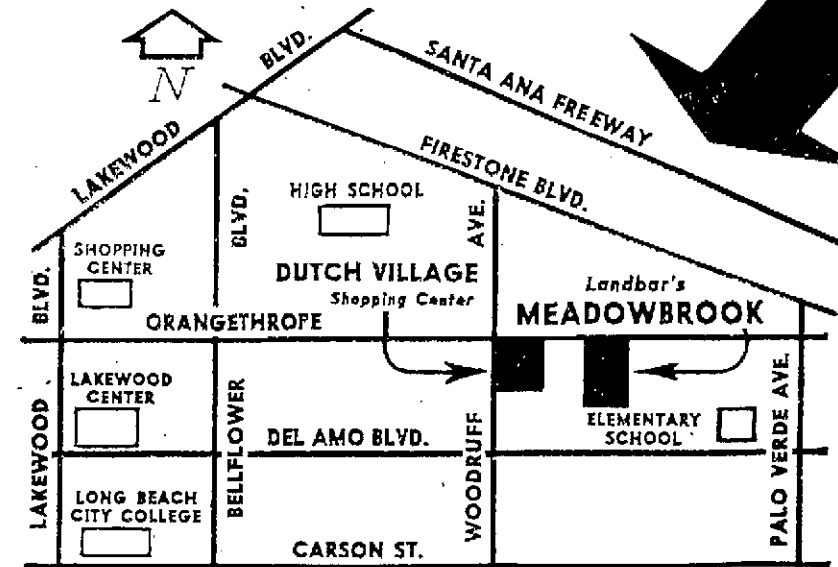 BLVD.
SANTA ANA FREEWAY
N
LAKEWOOD
FIRESTONE BLVD.
HIGH SCHOOL
BLVD.
AVE.
SHOPPING
CENTER
DUTCH VILLAGE
Shopping Center
Landbar's
MEADOWBROOK
BLVD.
ORANGETHROPE
LAKEWOOD
CENTER
LAKEWOOD
BELLFLOWER
DEL AMO BLVD.
WOODRUFF
ELEMENTARY
SCHOOL
PALO VERDE AVE.
LONG BEACH
CITY COLLEGE
CARSON ST.